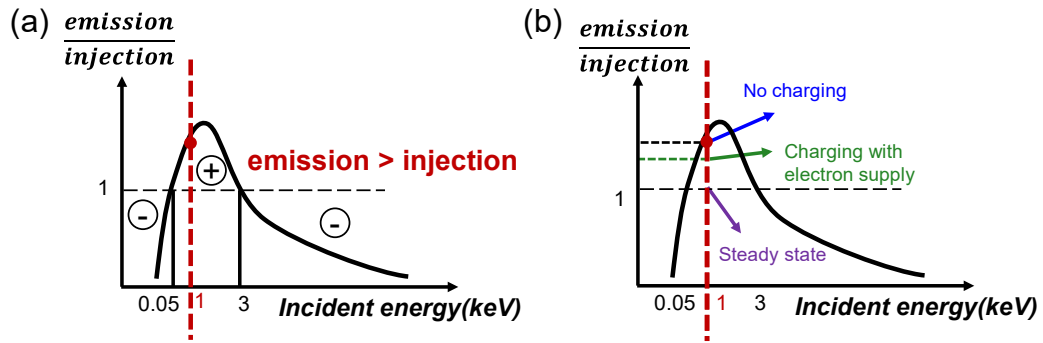 (a)
emission
injection
emission > injection
1
+
-
-
0.05
1
3
Incident energy(keV)
(b)
emission
injection
No charging
Charging with
electron supply
1
Steady state
0.05
1
3
Incident energy(keV)